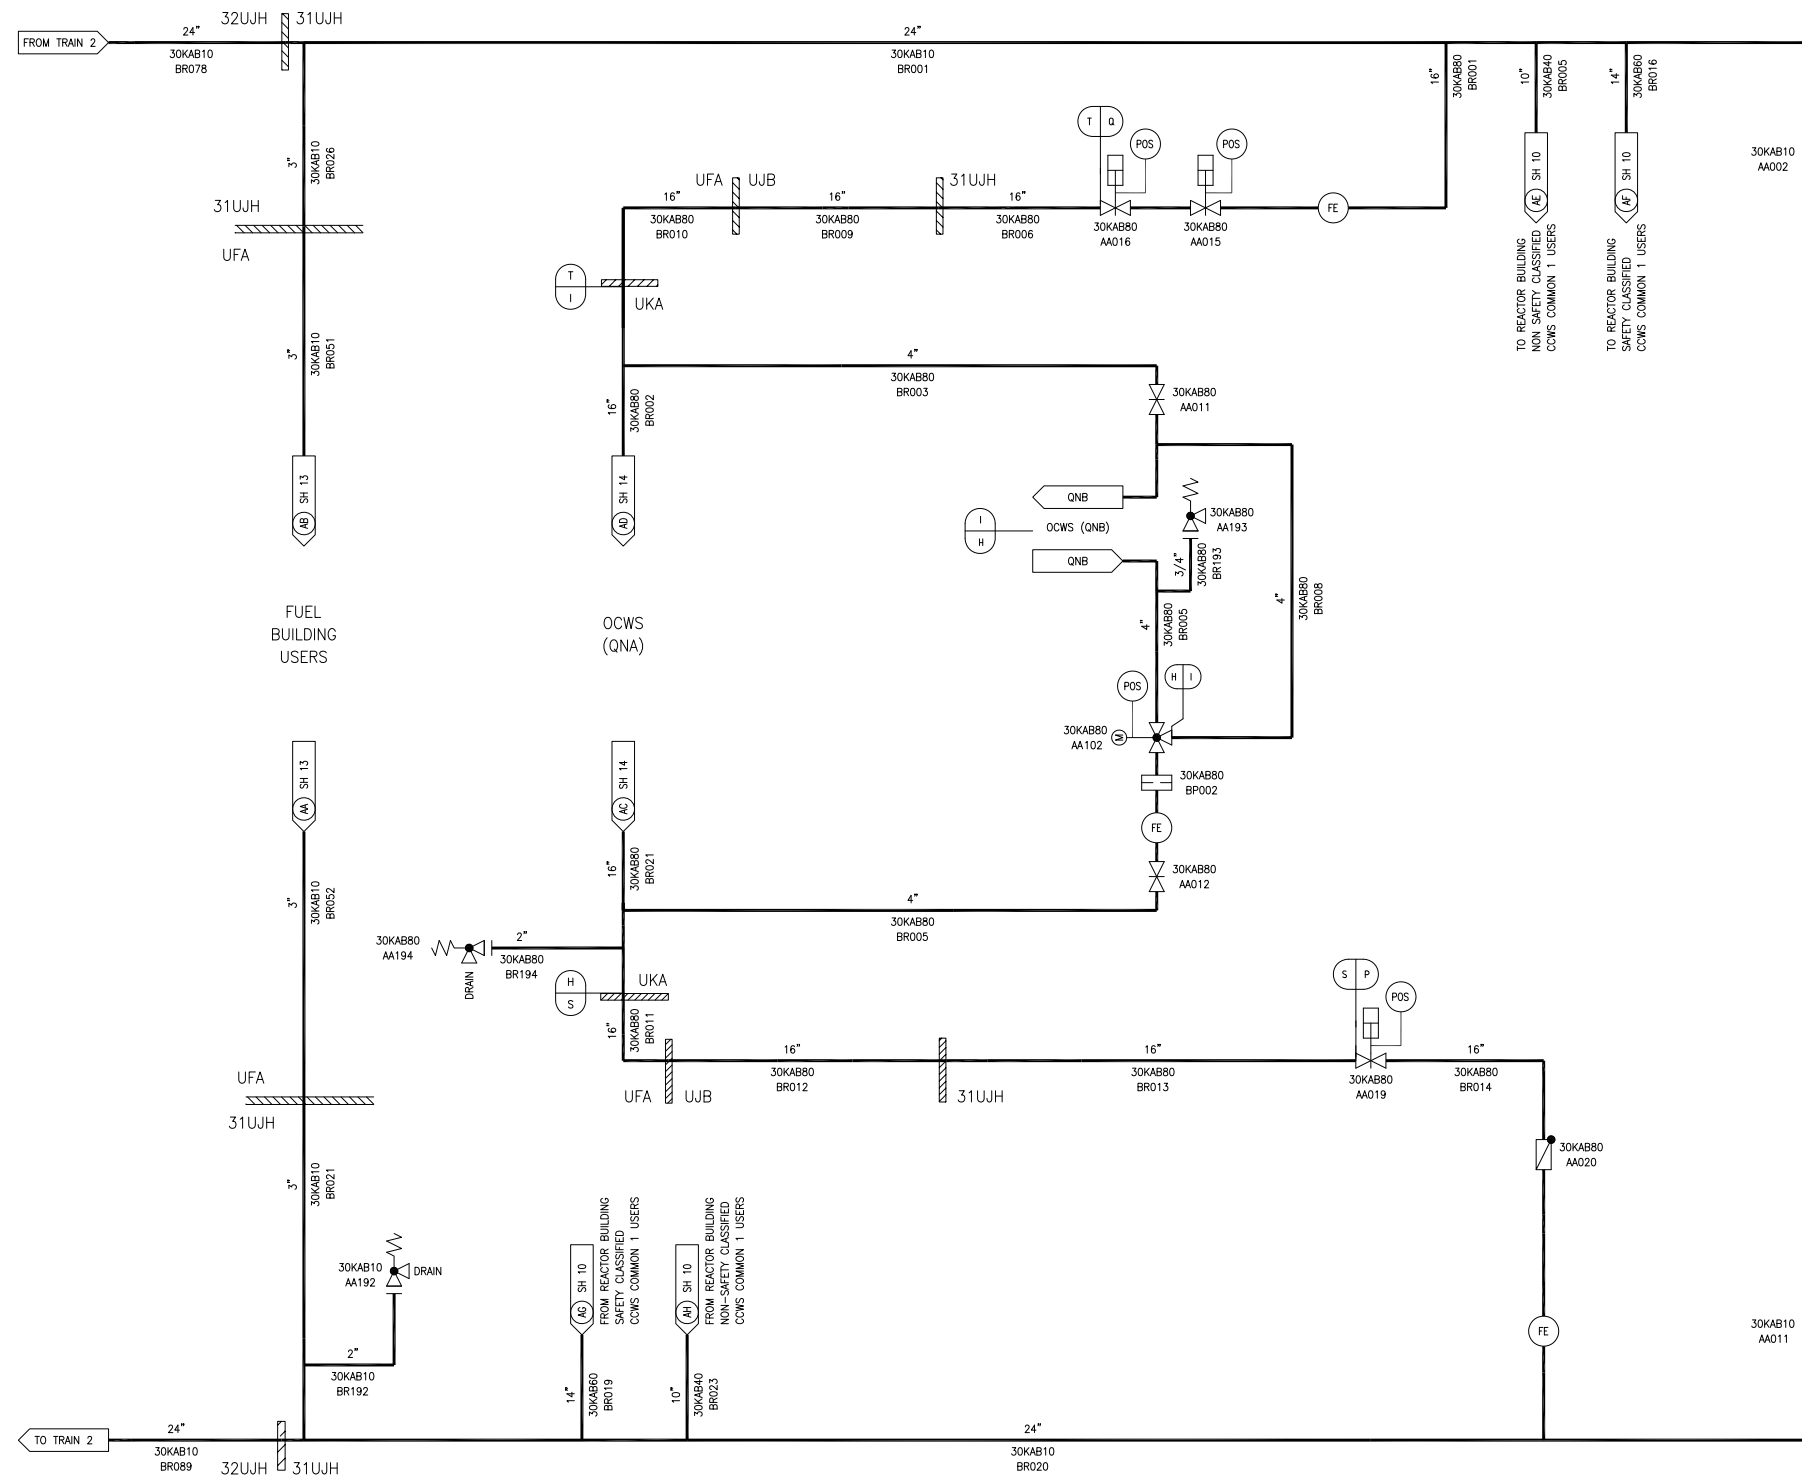 32UJH
31UJH
FROM TRAIN 2
24"
30KAB10
BR078
24"
30KAB10
BR001
16"
30KAB80
BR001
10"
30KAB40
BR005
14"
30KAB60
BR016
AE SH 10
AF SH 10
TO REACTOR BUILDING
NON SAFETY CLASSIFIED
CCWS COMMON 1 USERS
TO REACTOR BUILDING
SAFETY CLASSIFIED
CCWS COMMON 1 USERS
30KAB10
AA002
3"
30KAB10
BR026
31UJH
UFA
3"
30KAB10
BR051
AB SH 13
T Q
POS
POS
UFA
UJB
31UJH
16"
30KAB80
BR010
16"
30KAB80
BR009
16"
30KAB80
BR006
30KAB80
AA016
30KAB80
AA015
FE
T
I
UKA
4"
30KAB80
BR003
16"
30KAB80
BR002
AD SH 14
30KAB80
AA011
QNB
I
H
OCWS (QNB)
QNB
30KAB80
AA193
3/4"
30KAB80
BR193
4"
30KAB80
BR005
4"
30KAB80
BR008
FUEL
BUILDING
USERS
OCWS
(QNA)
POS
H I
30KAB80
AA102
M
30KAB80
BP002
FE
30KAB80
AA012
AA SH 13
AC SH 14
3"
30KAB10
BR052
16"
30KAB80
BR021
4"
30KAB80
BR005
30KAB80
AA194
DRAIN
2"
30KAB80
BR194
H
S
UKA
16"
30KAB80
BR011
UFA
UJB
16"
30KAB80
BR012
31UJH
16"
30KAB80
BR013
S P
POS
30KAB80
AA019
16"
30KAB80
BR014
30KAB80
AA020
FE
UFA
31UJH
3"
30KAB10
BR021
30KAB10
AA192
DRAIN
2"
30KAB10
BR192
AG SH 10
FROM REACTOR BUILDING
SAFETY CLASSIFIED
CCWS COMMON 1 USERS
AH SH 10
FROM REACTOR BUILDING
NON-SAFETY CLASSIFIED
CCWS COMMON 1 USERS
14"
30KAB60
BR019
10"
30KAB40
BR023
30KAB10
AA011
TO TRAIN 2
24"
30KAB10
BR089
32UJH
31UJH
24"
30KAB10
BR020